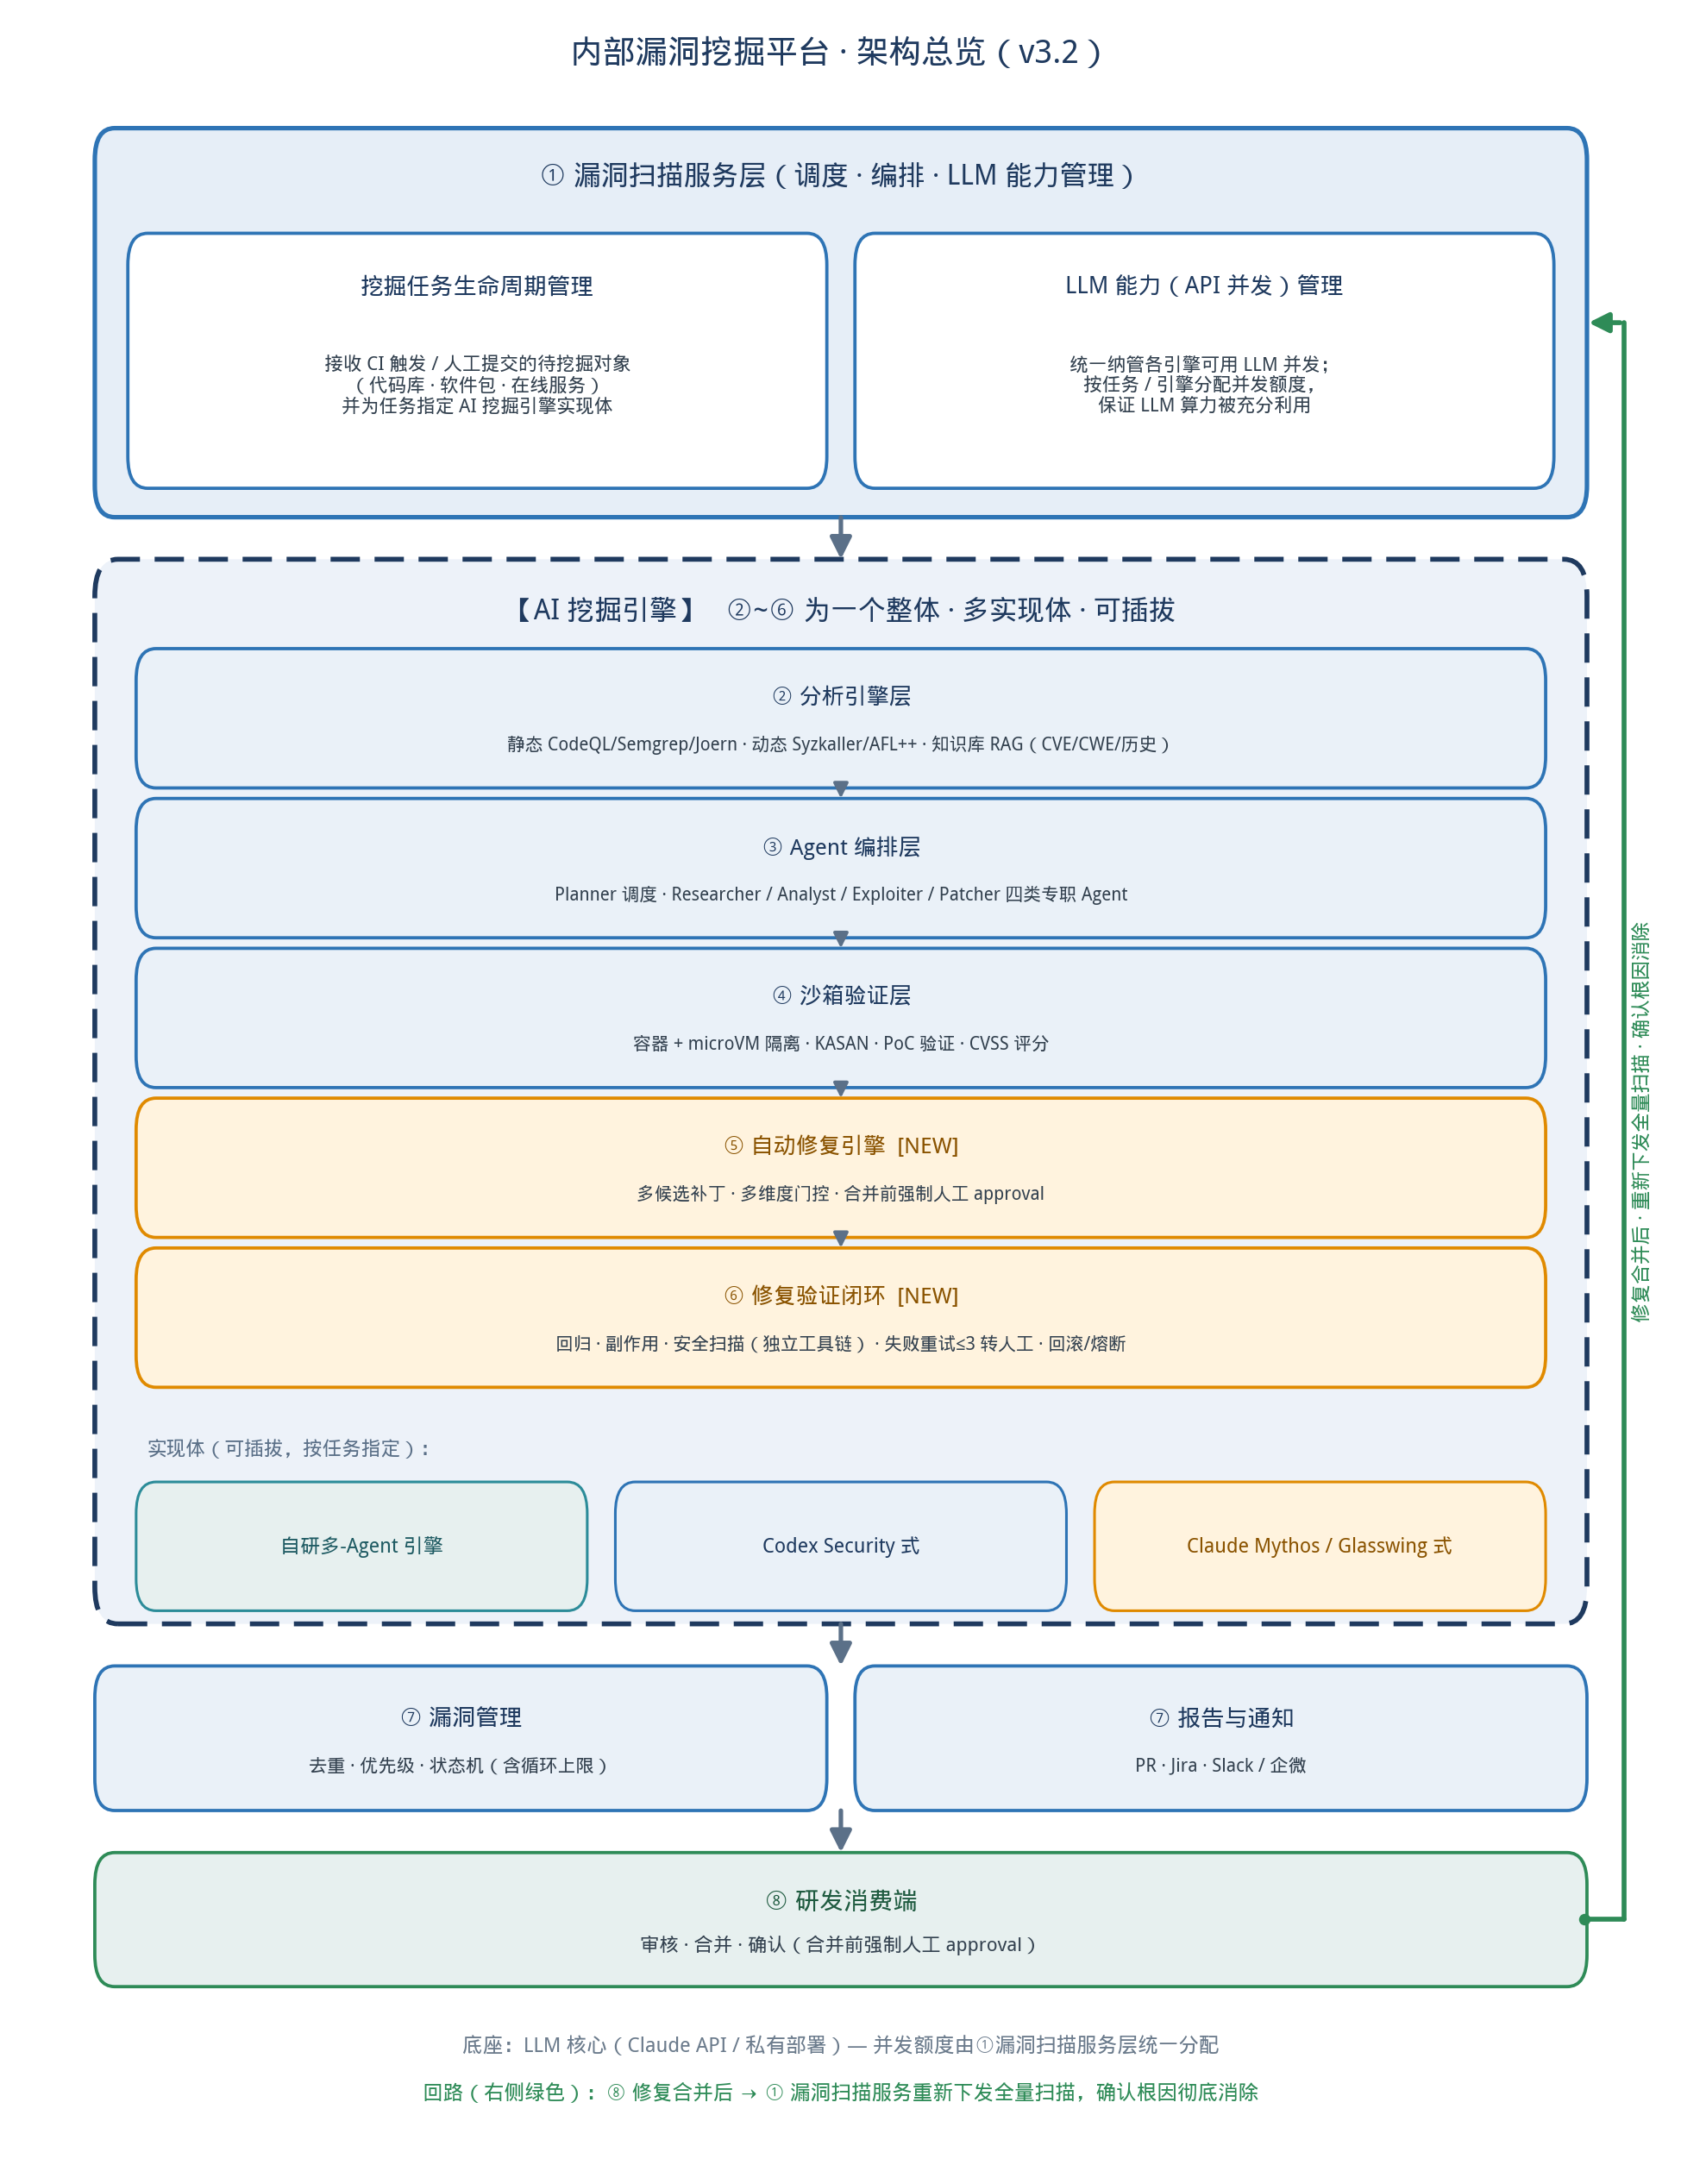 内部漏洞挖掘平台 · 架构总览（v3.2）
① 漏洞扫描服务层（调度 · 编排 · LLM 能力管理）
挖掘任务生命周期管理
接收 CI 触发 / 人工提交的待挖掘对象
（代码库 · 软件包 · 在线服务）
并为任务指定 AI 挖掘引擎实现体
LLM 能力（API 并发）管理
统一纳管各引擎可用 LLM 并发；
按任务 / 引擎分配并发额度，
保证 LLM 算力被充分利用
【AI 挖掘引擎】 ②~⑥ 为一个整体 · 多实现体 · 可插拔
② 分析引擎层
静态 CodeQL/Semgrep/Joern · 动态 Syzkaller/AFL++ · 知识库 RAG（CVE/CWE/历史）
③ Agent 编排层
Planner 调度 · Researcher / Analyst / Exploiter / Patcher 四类专职 Agent
④ 沙箱验证层
容器 + microVM 隔离 · KASAN · PoC 验证 · CVSS 评分
⑤ 自动修复引擎 [NEW]
多候选补丁 · 多维度门控 · 合并前强制人工 approval
⑥ 修复验证闭环 [NEW]
回归 · 副作用 · 安全扫描（独立工具链）· 失败重试≤3 转人工 · 回滚/熔断
实现体（可插拔，按任务指定）：
自研多-Agent 引擎
Codex Security 式
Claude Mythos / Glasswing 式
⑦ 漏洞管理
去重 · 优先级 · 状态机（含循环上限）
⑦ 报告与通知
PR · Jira · Slack / 企微
⑧ 研发消费端
审核 · 合并 · 确认（合并前强制人工 approval）
修复合并后 · 重新下发全量扫描 · 确认根因消除
底座：LLM 核心（Claude API / 私有部署）— 并发额度由①漏洞扫描服务层统一分配
回路（右侧绿色）：⑧ 修复合并后 → ① 漏洞扫描服务重新下发全量扫描，确认根因彻底消除